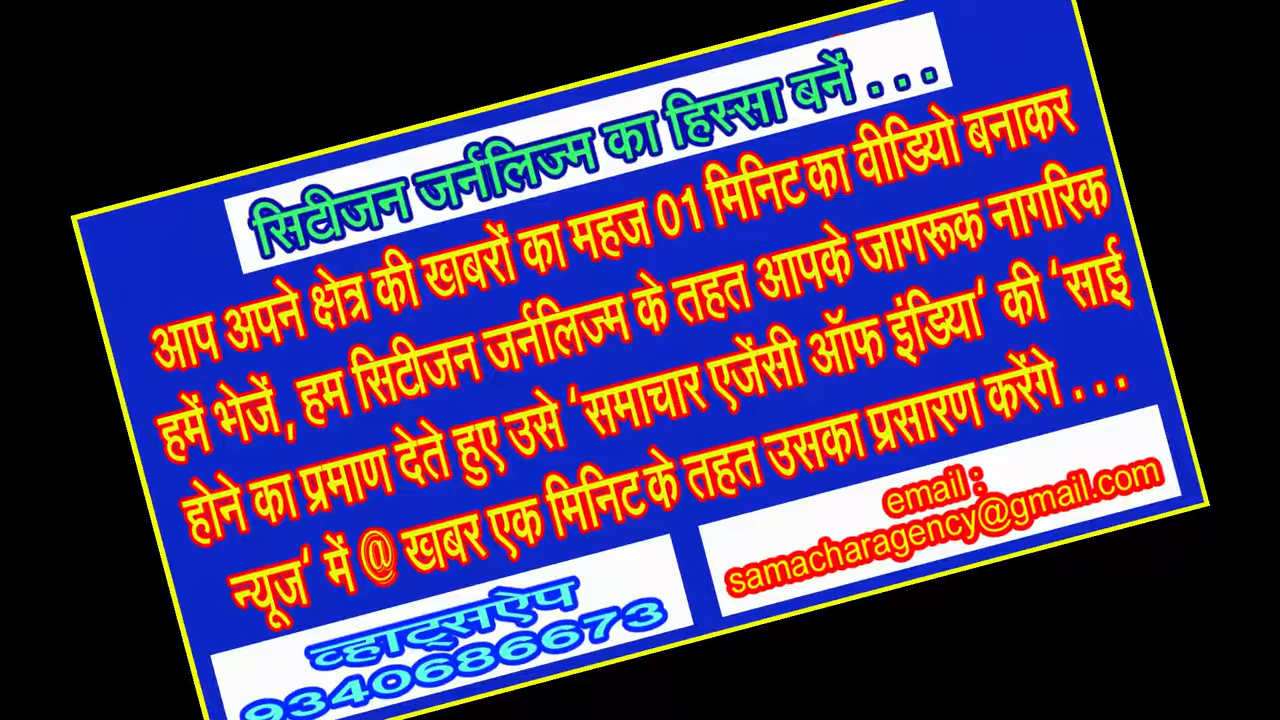 सिटीजन जर्नलिज्म का हिस्सा बनें . . .
आप अपने क्षेत्र की खबरों का महज 01 मिनिट का वीडियो बनाकर
हमें भेजें, हम सिटीजन जर्नलिज्म के तहत आपके जागरूक नागरिक
होने का प्रमाण देते हुए उसे ‘समाचार एजेंसी ऑफ इंडिया‘ की ‘साई
न्यूज‘ में @ खबर एक मिनिट के तहत उसका प्रसारण करेंगे . . .
व्हाट्सऐप
9340686673
email :
samacharagency@gmail.com